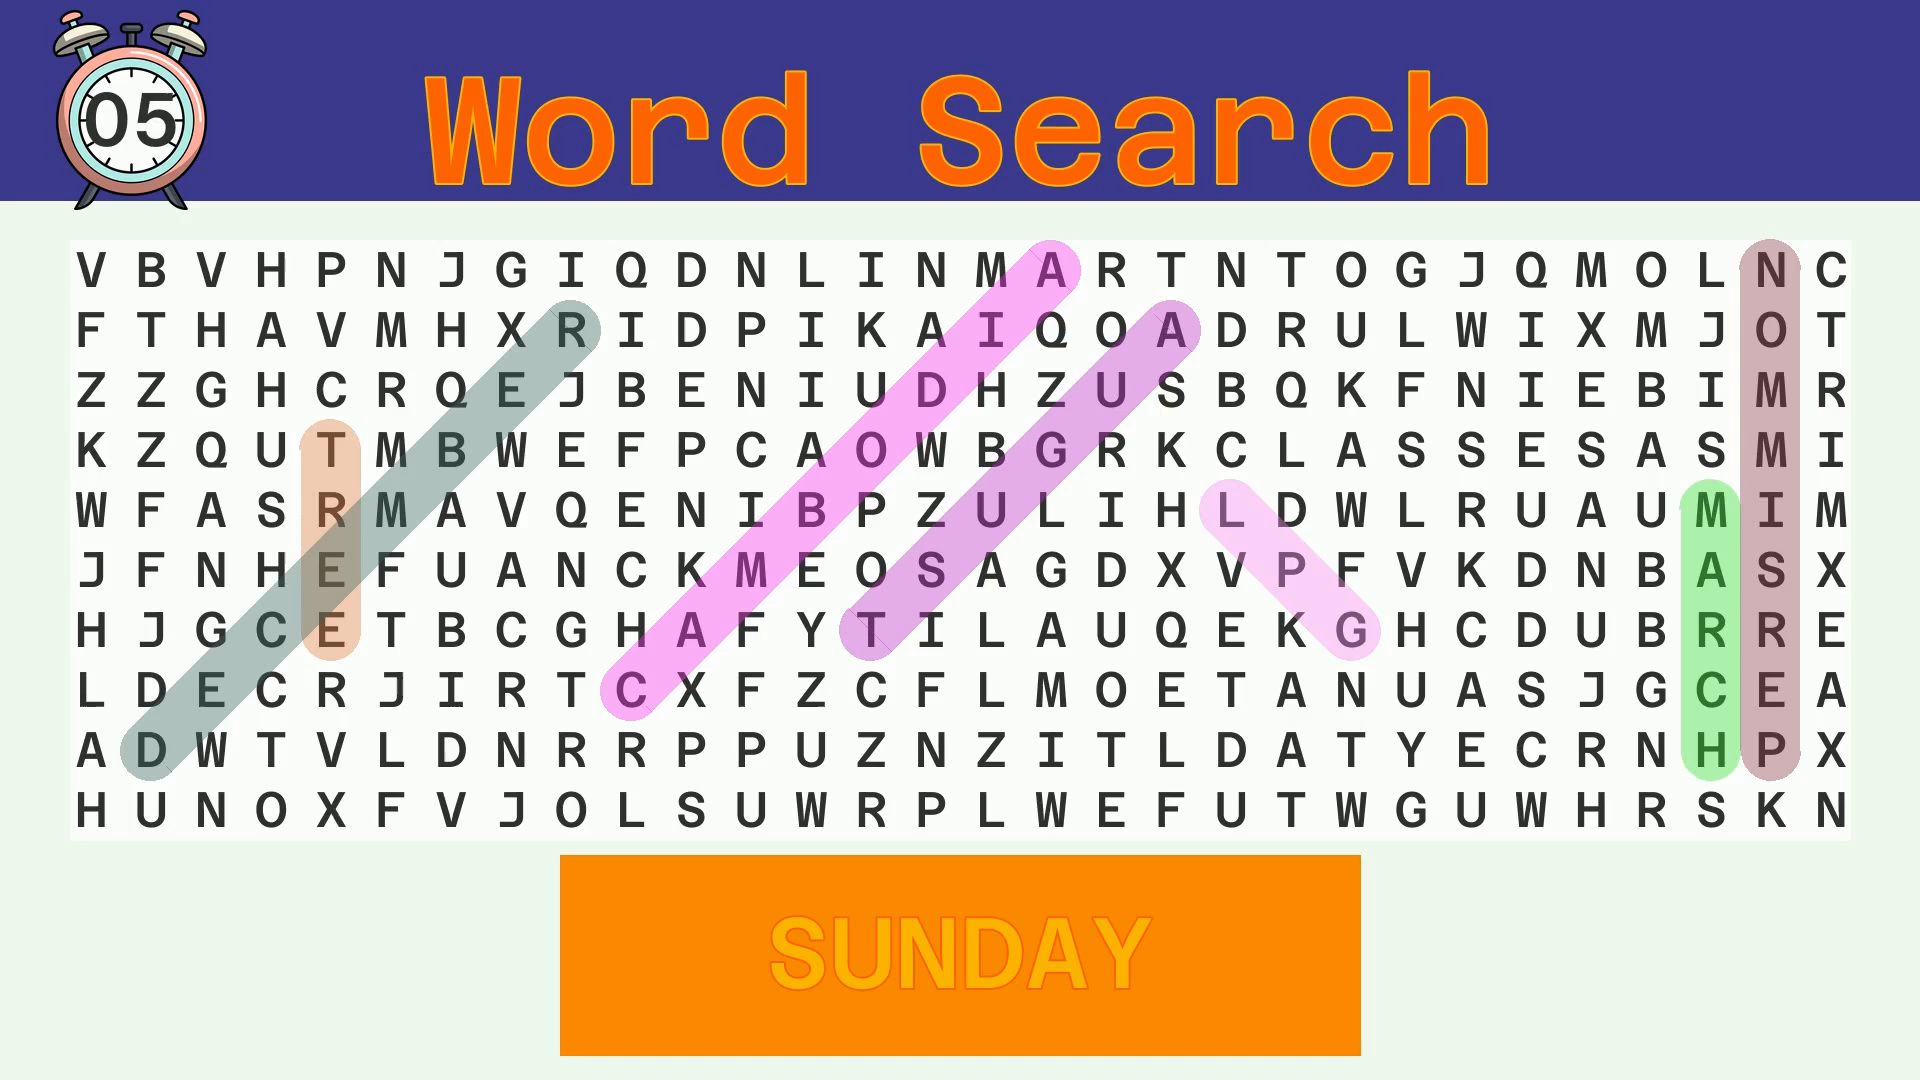 05
Word Search
V B V H P N J G I Q D N L I N M A R T N T O G J Q M O L N C
F T H A V M H X R I D P I K A I Q O A D R U L W I X M J O T
Z Z G H C R Q E J B E N I U D H Z U S B Q K F N I E B I M R
K Z Q U T M B W E F P C A O W B G R K C L A S S E S A S M I
W F A S R M A V Q E N I B P Z U L I H L D W L R U A U M I M
J F N H E F U A N C K M E O S A G D X V P F V K D N B A S X
H J G C E T B C G H A F Y T I L A U Q E K G H C D U B R R E
L D E C R J I R T C X F Z C F L M O E T A N U A S J G C E A
A D W T V L D N R R P P U Z N Z I T L D A T Y E C R N H P X
H U N O X F V J O L S U W R P L W E F U T W G U W H R S K N
SUNDAY